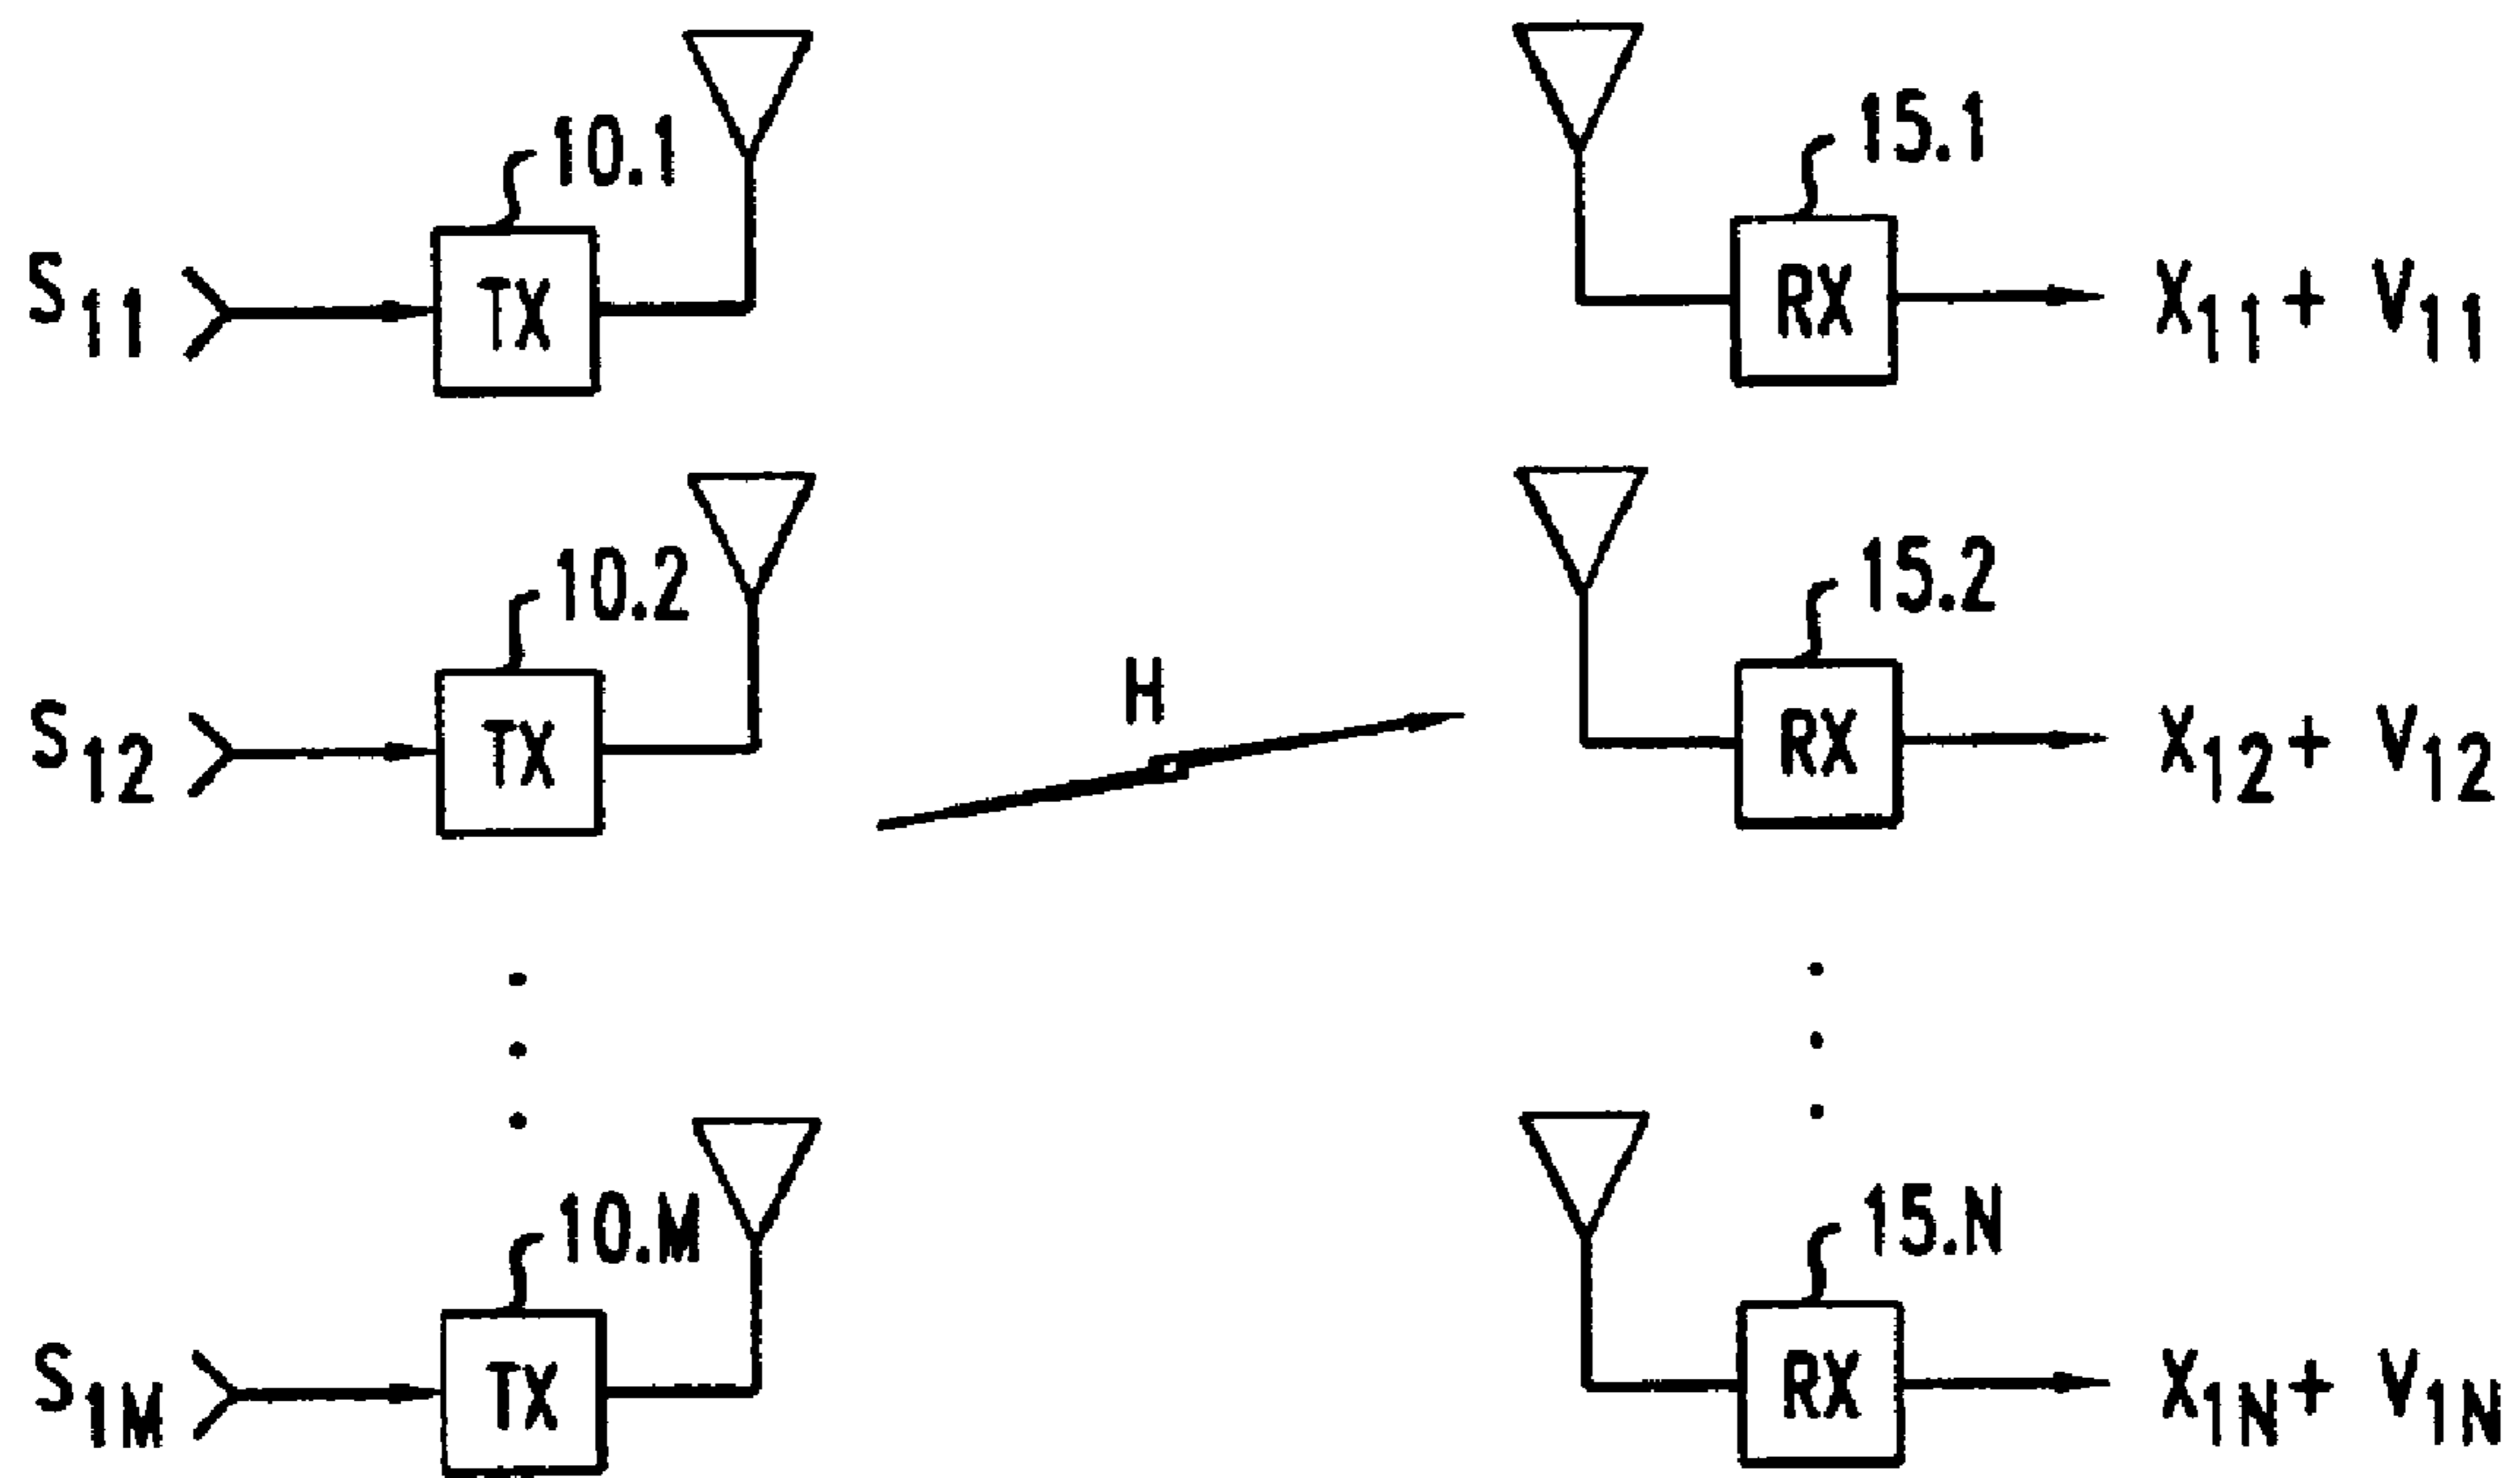 10.1 15.1
S11 TX RX X11 + V11
10.2 15.2
H
S12 TX RX X12 + V12
10.M 15.N
S1M TX RX X1N + V1N